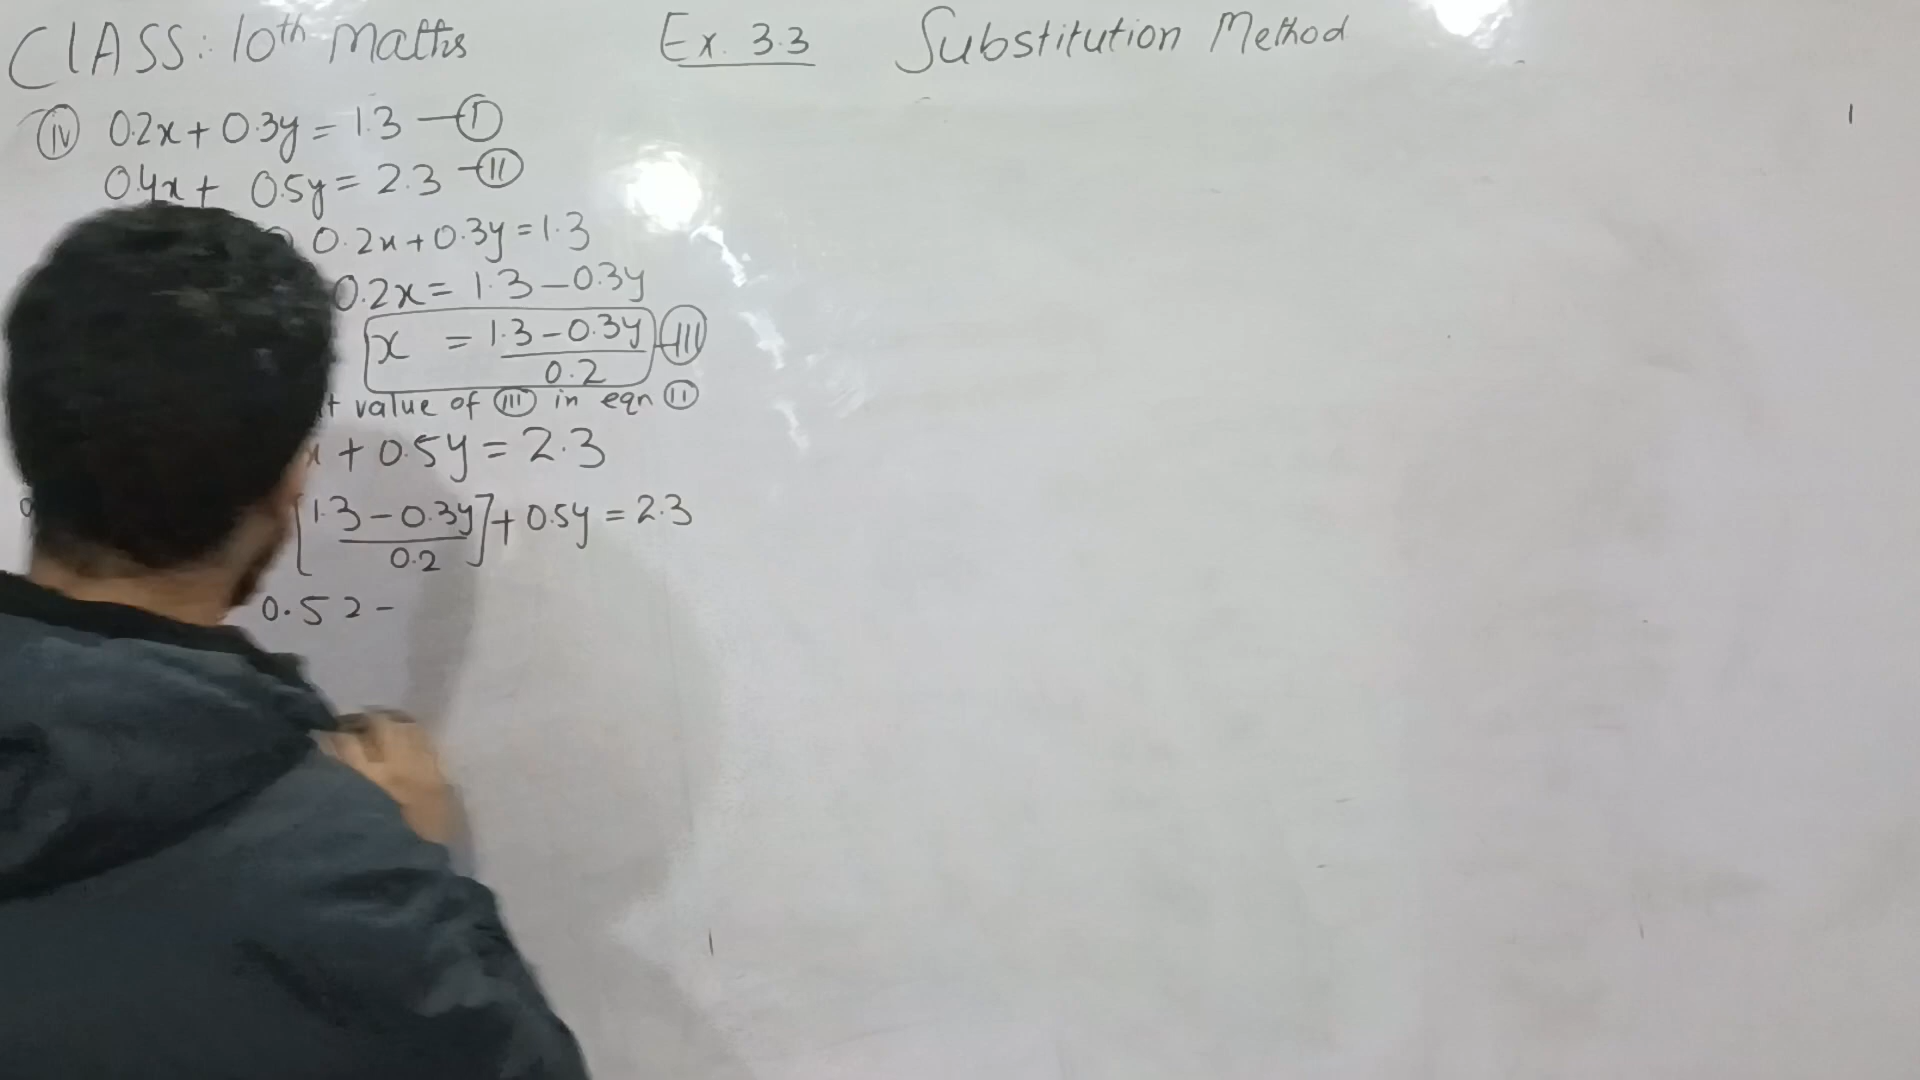 CLASS: 10th Maths Ex. 3.3 Substitution Method
(iv) 0.2x + 0.3y = 1.3 — (I)
0.4x + 0.5y = 2.3 — (II)
0.2x + 0.3y = 1.3
0.2x = 1.3 – 0.3y
x = (1.3 – 0.3y)/0.2 — (III)
value of (III) in eqn (II)
x + 0.5y = 2.3
[(1.3 – 0.3y)/0.2] + 0.5y = 2.3
0.52 –